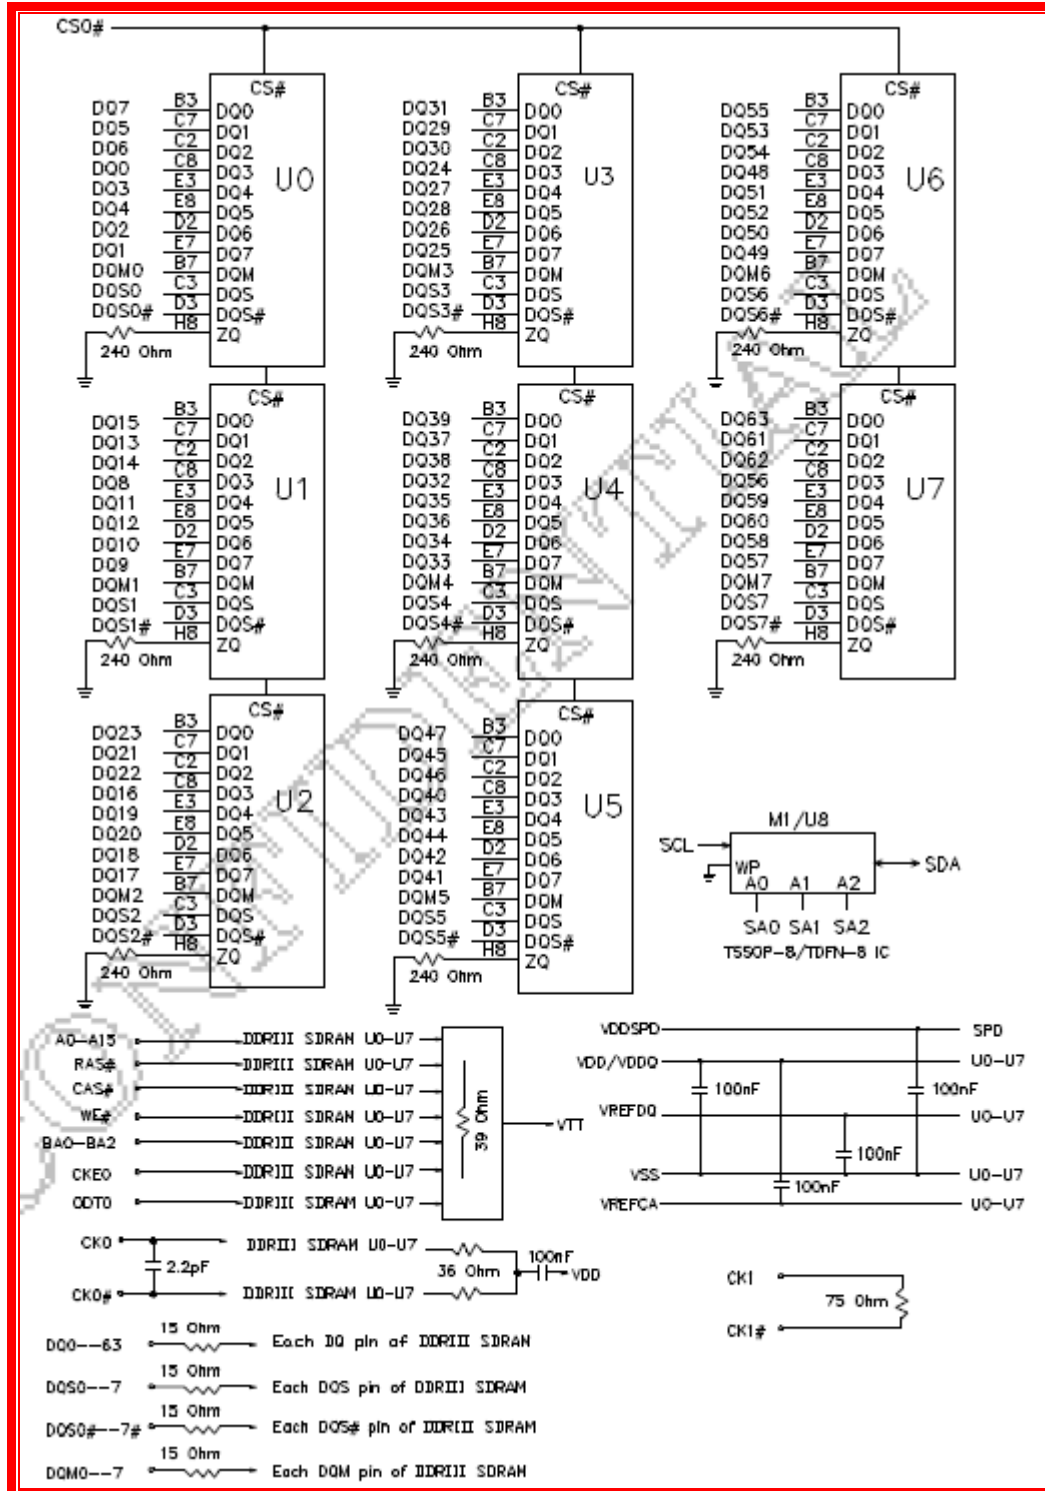 CS0#
CS#
DQ7 B3 DQ0
DQ5 C7 DQ1
DQ6 C2 DQ2
DQ0 C8 DQ3
DQ3 E3 DQ4
DQ4 E8 DQ5
DQ2 D2 DQ6
DQ1 E7 DQ7
DQM0 B7 DQM
DQS0 C3 DQS
DQS0# D3 DQS#
H8 ZQ
240 Ohm
U0
CS#
DQ15 B3 DQ0
DQ13 C7 DQ1
DQ14 C2 DQ2
DQ8 C8 DQ3
DQ11 E3 DQ4
DQ12 E8 DQ5
DQ10 D2 DQ6
DQ9 E7 DQ7
DQM1 B7 DQM
DQS1 C3 DQS
DQS1# D3 DQS#
H8 ZQ
240 Ohm
U1
CS#
DQ23 B3 DQ0
DQ21 C7 DQ1
DQ22 C2 DQ2
DQ16 C8 DQ3
DQ19 E3 DQ4
DQ20 E8 DQ5
DQ18 D2 DQ6
DQ17 E7 DQ7
DQM2 B7 DQM
DQS2 C3 DQS
DQS2# D3 DQS#
H8 ZQ
240 Ohm
U2
CS#
DQ31 B3 DQ0
DQ29 C7 DQ1
DQ30 C2 DQ2
DQ24 C8 DQ3
DQ27 E3 DQ4
DQ28 E8 DQ5
DQ26 D2 DQ6
DQ25 E7 DQ7
DQM3 B7 DQM
DQS3 C3 DQS
DQS3# D3 DQS#
H8 ZQ
240 Ohm
U3
CS#
DQ39 B3 DQ0
DQ37 C7 DQ1
DQ38 C2 DQ2
DQ32 C8 DQ3
DQ35 E3 DQ4
DQ36 E8 DQ5
DQ34 D2 DQ6
DQ33 E7 DQ7
DQM4 B7 DQM
DQS4 C3 DQS
DQS4# D3 DQS#
H8 ZQ
240 Ohm
U4
CS#
DQ47 B3 DQ0
DQ45 C7 DQ1
DQ46 C2 DQ2
DQ40 C8 DQ3
DQ43 E3 DQ4
DQ44 E8 DQ5
DQ42 D2 DQ6
DQ41 E7 DQ7
DQM5 B7 DQM
DQS5 C3 DQS
DQS5# D3 DQS#
H8 ZQ
240 Ohm
U5
CS#
DQ55 B3 DQ0
DQ53 C7 DQ1
DQ54 C2 DQ2
DQ48 C8 DQ3
DQ51 E3 DQ4
DQ52 E8 DQ5
DQ50 D2 DQ6
DQ49 E7 DQ7
DQM6 B7 DQM
DQS6 C3 DQS
DQS6# D3 DQS#
H8 ZQ
240 Ohm
U6
CS#
DQ63 B3 DQ0
DQ61 C7 DQ1
DQ62 C2 DQ2
DQ56 C8 DQ3
DQ59 E3 DQ4
DQ60 E8 DQ5
DQ58 D2 DQ6
DQ57 E7 DQ7
DQM7 B7 DQM
DQS7 C3 DQS
DQS7# D3 DQS#
H8 ZQ
240 Ohm
U7
M1/U8
SCL
WP
SDA
A0 A1 A2
SA0 SA1 SA2
TSSOP-8/TDFN-8 IC
A0-A15 DDRIII SDRAM U0-U7
RAS# DDRIII SDRAM U0-U7
CAS# DDRIII SDRAM U0-U7
WE# DDRIII SDRAM U0-U7
BA0-BA2 DDRIII SDRAM U0-U7
CKE0 DDRIII SDRAM U0-U7
ODT0 DDRIII SDRAM U0-U7
39 Ohm
VTT
VDDSPD SPD
VDD/VDDQ U0-U7
100nF 100nF
VREFDQ U0-U7
100nF
VSS U0-U7
100nF
VREFCA U0-U7
CK0 DDRIII SDRAM U0-U7
2.2pF
36 Ohm
100nF
VDD
CK0# DDRIII SDRAM U0-U7
CK1
75 Ohm
CK1#
15 Ohm
DQ0--63 Each DQ pin of DDRIII SDRAM
15 Ohm
DQS0--7 Each DQS pin of DDRIII SDRAM
15 Ohm
DQS0#--7# Each DQS# pin of DDRIII SDRAM
15 Ohm
DQM0--7 Each DQM pin of DDRIII SDRAM
CONFIDENTIAL